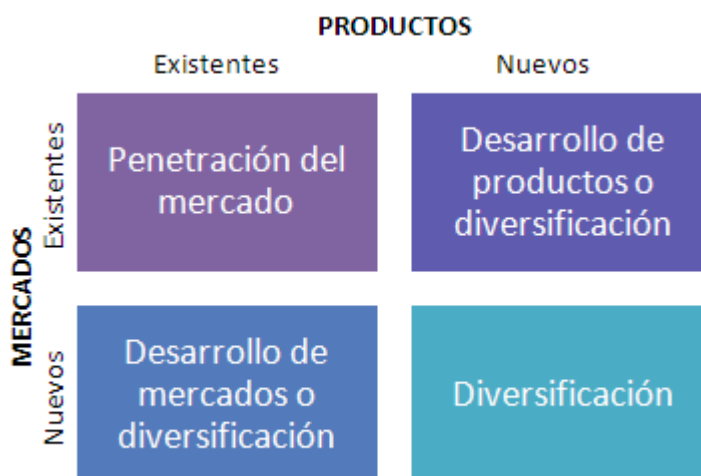 PRODUCTOS
Existentes
Nuevos
MERCADOS
Existentes
Penetración del
mercado
Desarrollo de
productos o
diversificación
Nuevos
Desarrollo de
mercados o
diversificación
Diversificación